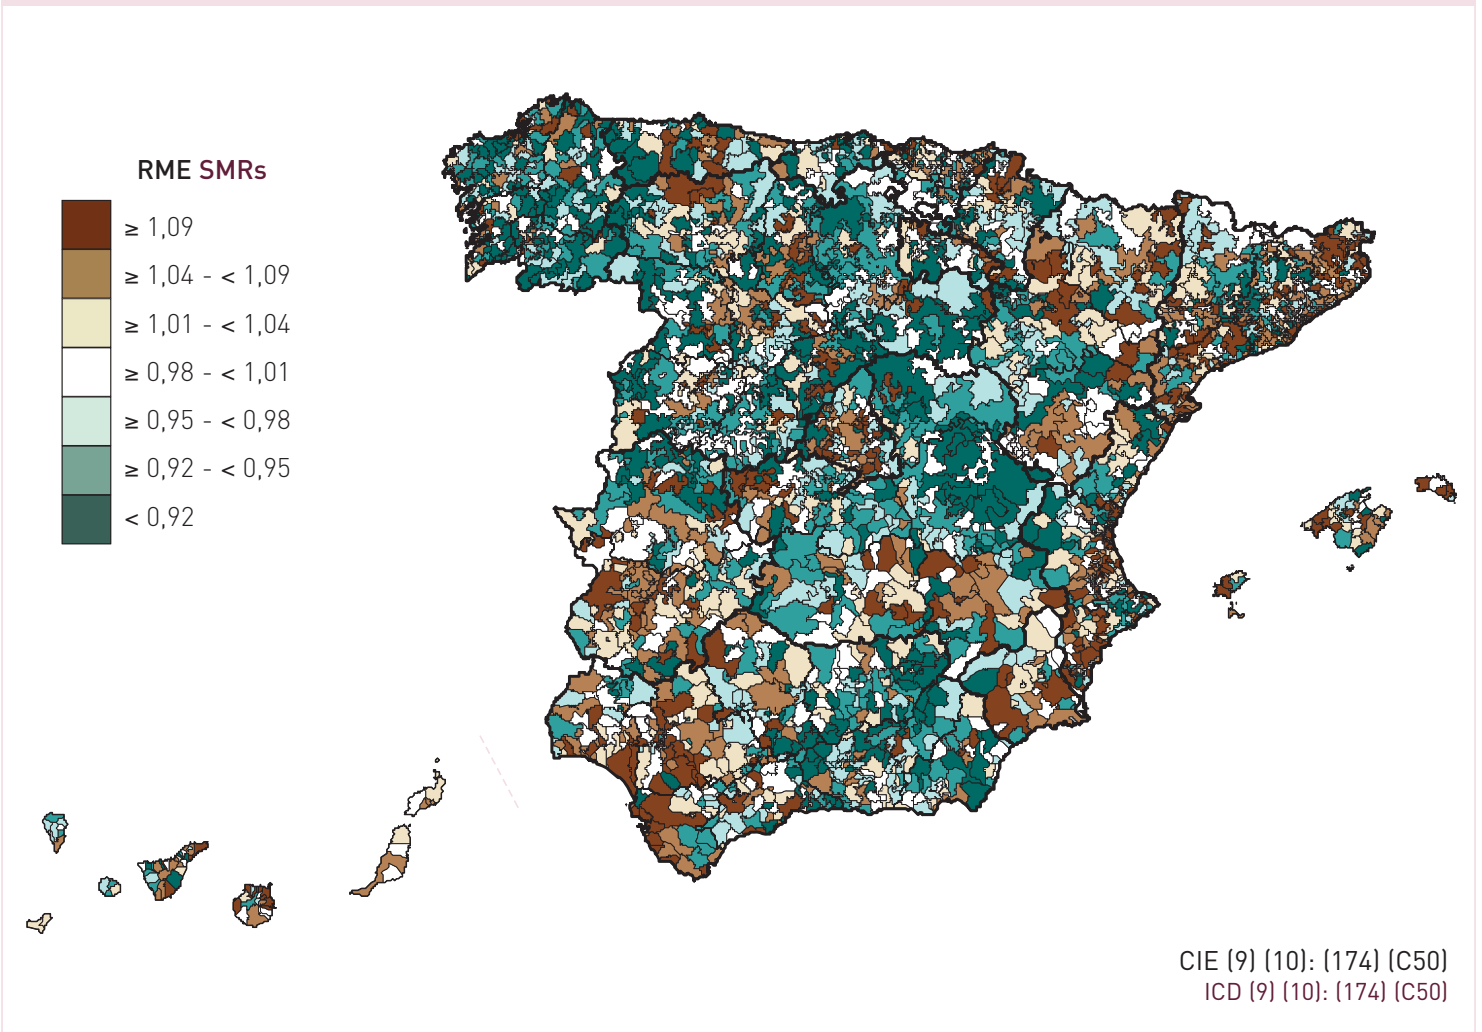 RME SMRs
≥ 1,09
≥ 1,04 - < 1,09
≥ 1,01 - < 1,04
≥ 0,98 - < 1,01
≥ 0,95 - < 0,98
≥ 0,92 - < 0,95
< 0,92
CIE (9) (10): (174) (C50)
ICD (9) (10): (174) (C50)